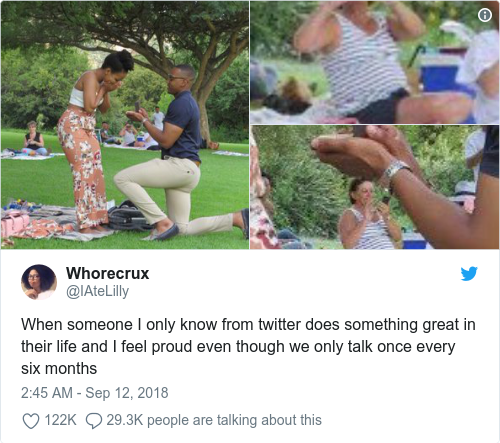 Whorecrux
@IAteLilly
When someone I only know from twitter does something great in
their life and I feel proud even though we only talk once every
six months
2:45 AM - Sep 12, 2018
122K 29.3K people are talking about this